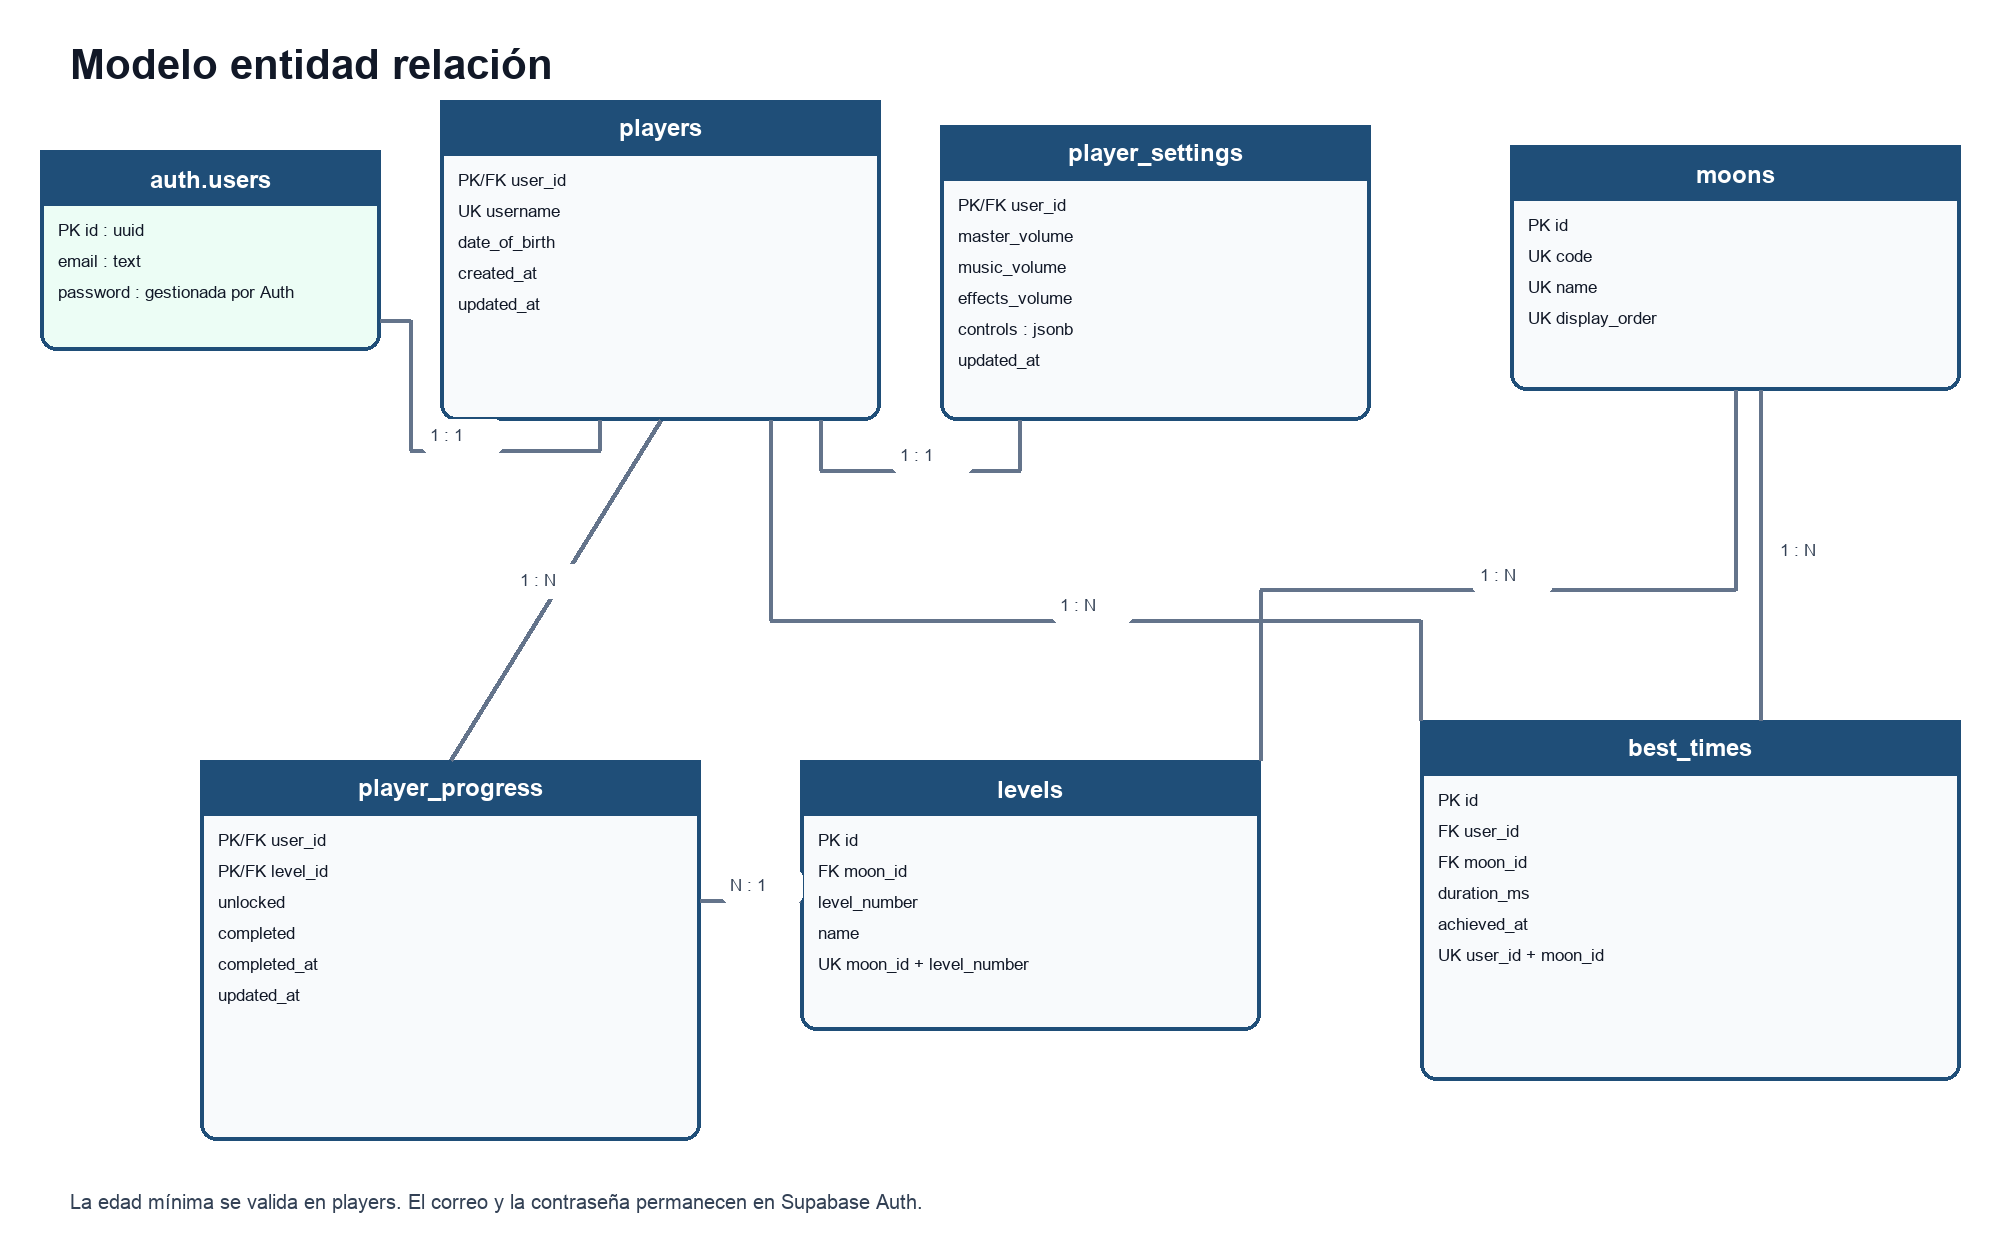 Modelo entidad relación
auth.users
PK id : uuid
email : text
password : gestionada por Auth
players
PK/FK user_id
UK username
date_of_birth
created_at
updated_at
player_settings
PK/FK user_id
master_volume
music_volume
effects_volume
controls : jsonb
updated_at
moons
PK id
UK code
UK name
UK display_order
1 : 1
1 : 1
1 : N
1 : N
1 : N
1 : N
player_progress
PK/FK user_id
PK/FK level_id
unlocked
completed
completed_at
updated_at
N : 1
levels
PK id
FK moon_id
level_number
name
UK moon_id + level_number
best_times
PK id
FK user_id
FK moon_id
duration_ms
achieved_at
UK user_id + moon_id
La edad mínima se valida en players. El correo y la contraseña permanecen en Supabase Auth.